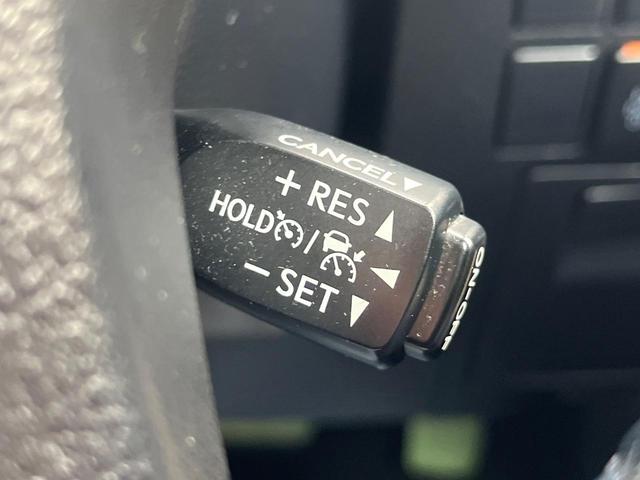 CANCEL▼
+ RES ▲
HOLD / ◀
− SET ▼
ON-OFF